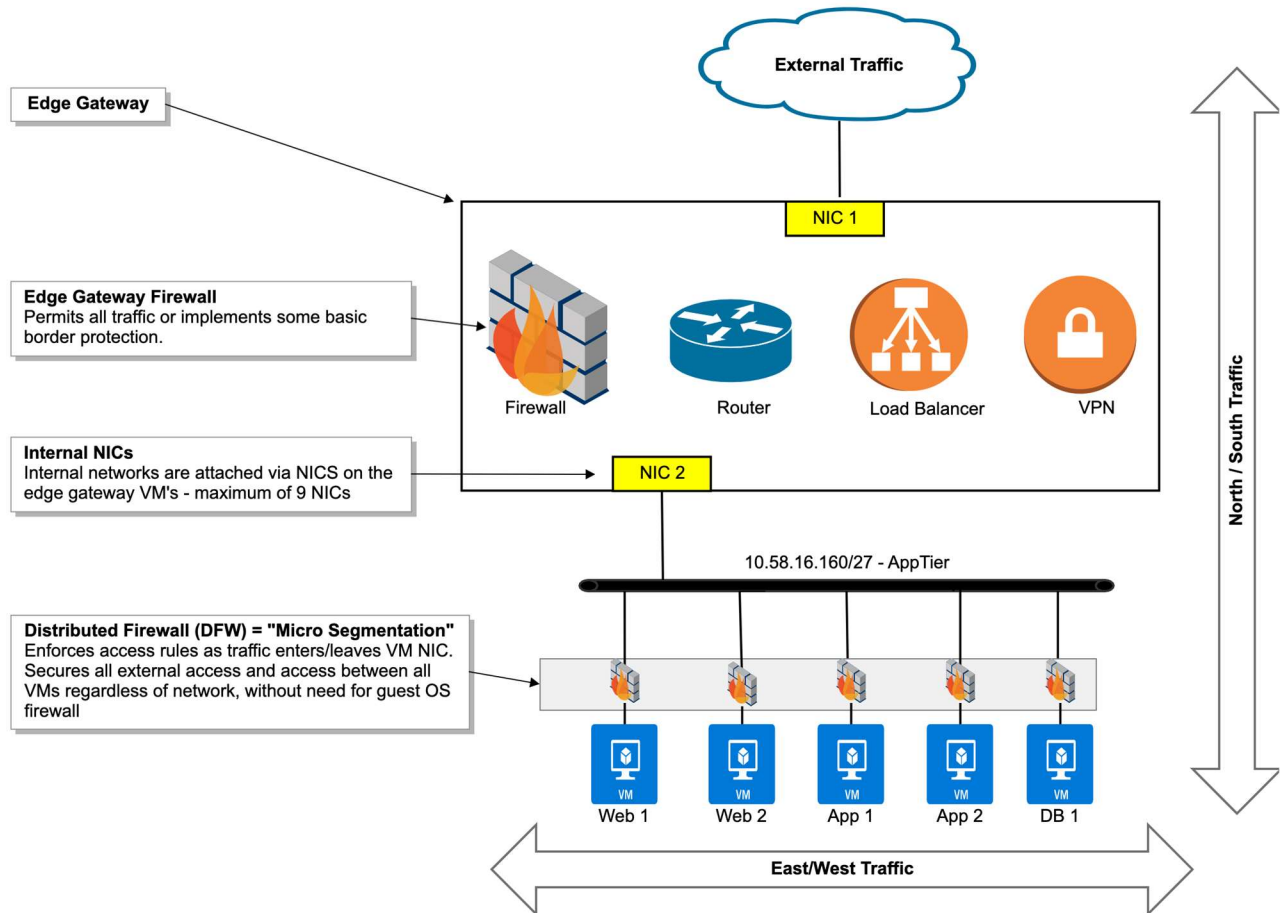 External Traffic
Edge Gateway
NIC 1
Edge Gateway Firewall
Permits all traffic or implements some basic
border protection.
Firewall
Router
Load Balancer
VPN
Internal NICs
Internal networks are attached via NICS on the
edge gateway VM's - maximum of 9 NICs
NIC 2
North / South Traffic
10.58.16.160/27 - AppTier
Distributed Firewall (DFW) = "Micro Segmentation"
Enforces access rules as traffic enters/leaves VM NIC.
Secures all external access and access between all
VMs regardless of network, without need for guest OS
firewall
VM
VM
VM
VM
VM
Web 1
Web 2
App 1
App 2
DB 1
East/West Traffic